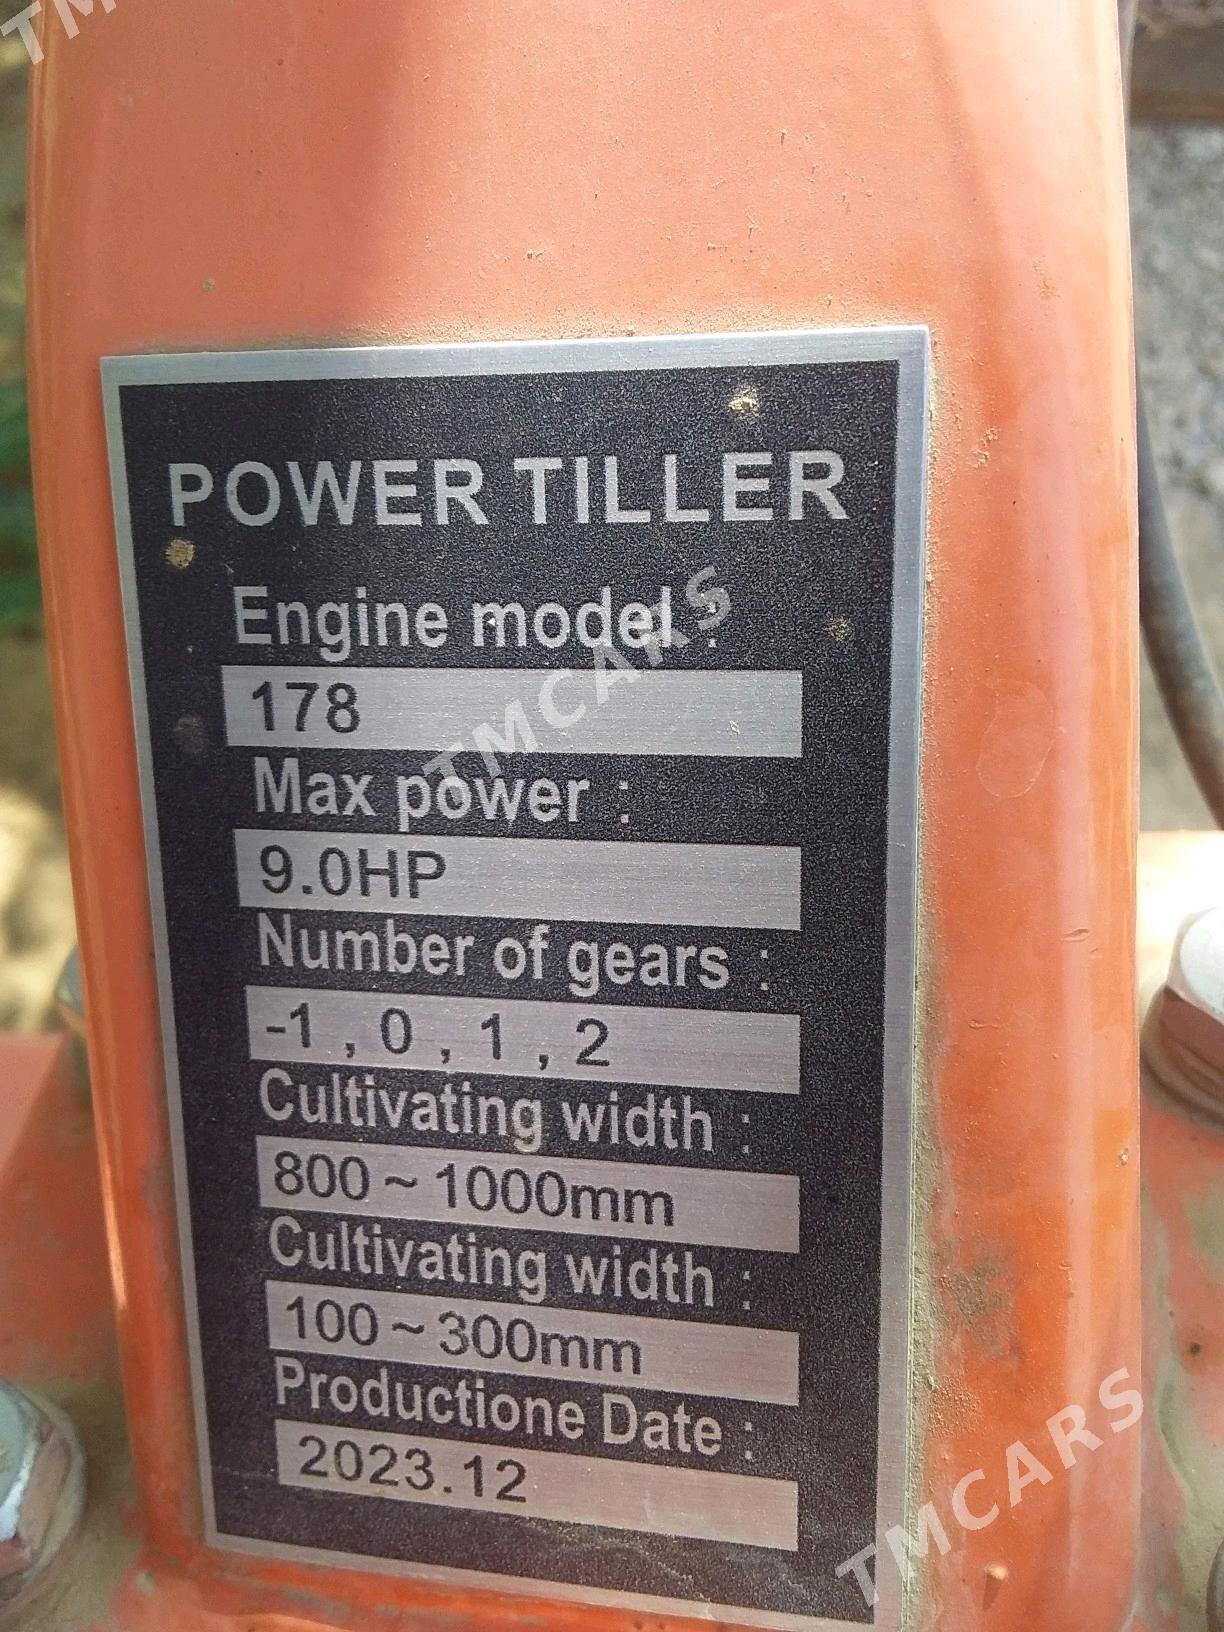 TM
POWER TILLER
Engine model :
178
TMCARS
Max power :
9.0HP
Number of gears :
-1 , 0 , 1 , 2
Cultivating width :
800~1000mm
Cultivating width :
100~300mm
Productione Date :
2023.12
TMCARS